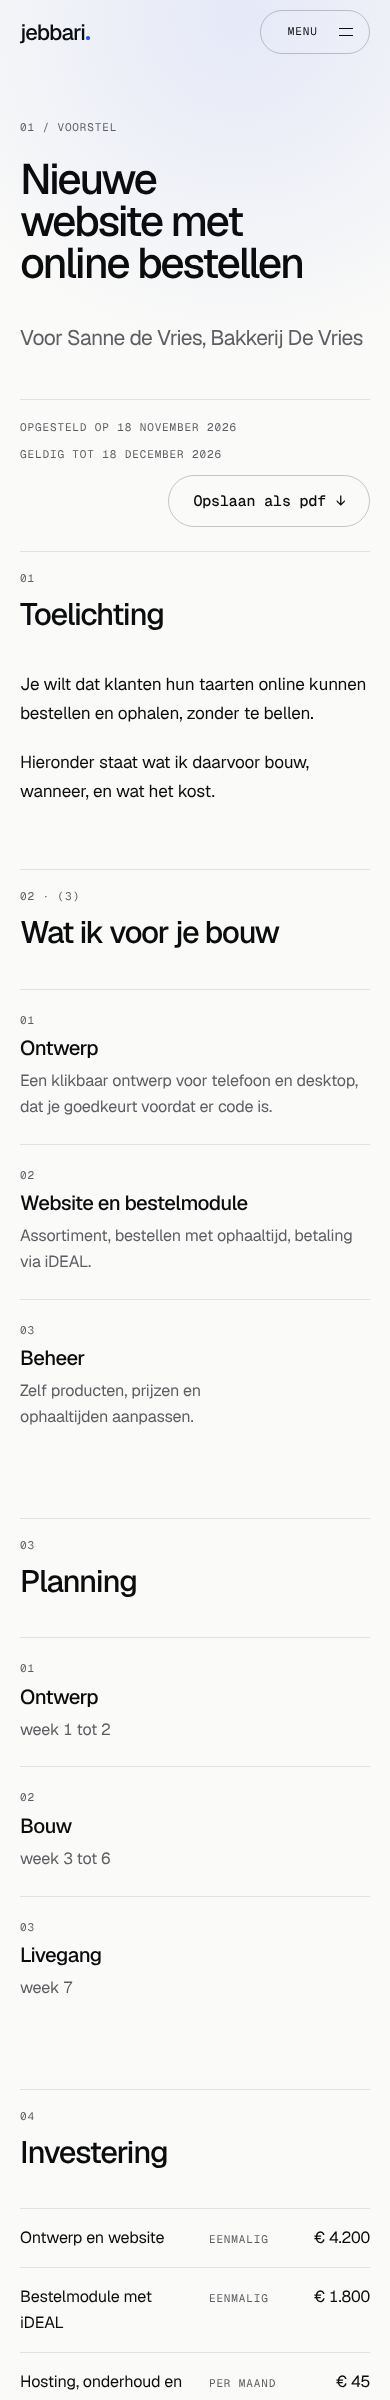 jebbari.
MENU
01 / VOORSTEL
Nieuwe
website met
online bestellen
Voor Sanne de Vries, Bakkerij De Vries
OPGESTELD OP 18 NOVEMBER 2026
GELDIG TOT 18 DECEMBER 2026
Opslaan als pdf ↓
01
Toelichting
Je wilt dat klanten hun taarten online kunnen
bestellen en ophalen, zonder te bellen.
Hieronder staat wat ik daarvoor bouw,
wanneer, en wat het kost.
02 · (3)
Wat ik voor je bouw
01
Ontwerp
Een klikbaar ontwerp voor telefoon en desktop,
dat je goedkeurt voordat er code is.
02
Website en bestelmodule
Assortiment, bestellen met ophaaltijd, betaling
via iDEAL.
03
Beheer
Zelf producten, prijzen en
ophaaltijden aanpassen.
03
Planning
01
Ontwerp
week 1 tot 2
02
Bouw
week 3 tot 6
03
Livegang
week 7
04
Investering
Ontwerp en website EENMALIG € 4.200
Bestelmodule met EENMALIG € 1.800
iDEAL
Hosting, onderhoud en PER MAAND € 45